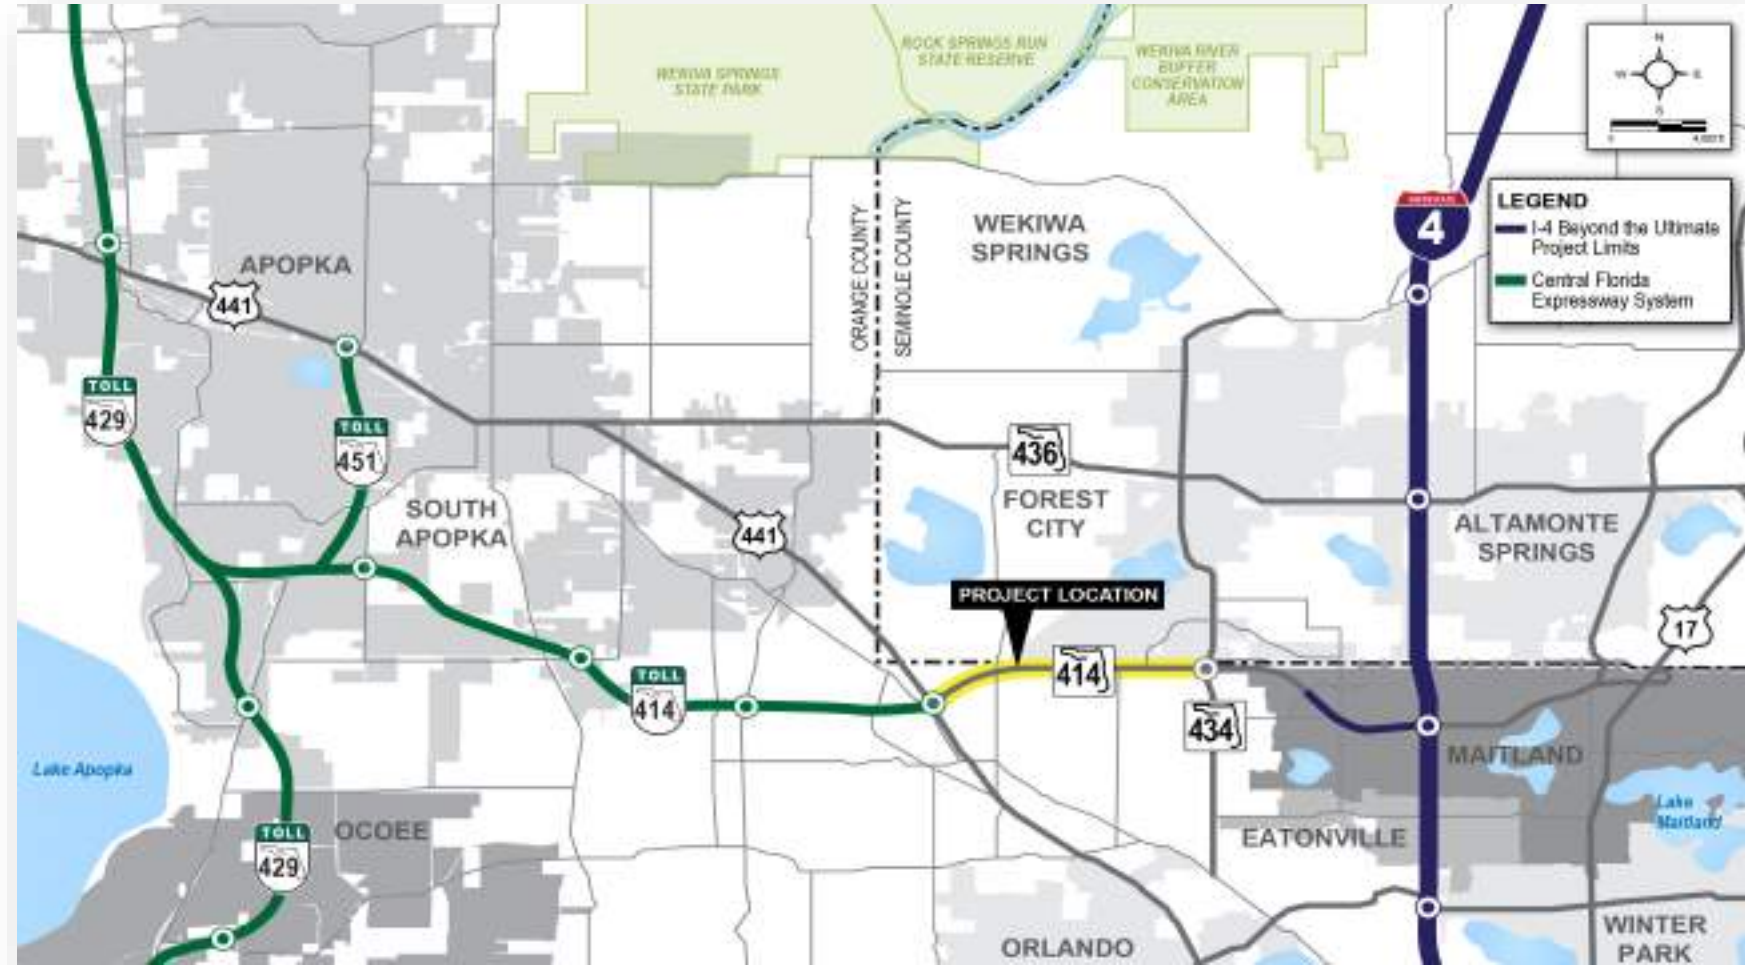 WEKIWA SPRINGS
STATE PARK
ROCK SPRINGS RUN
STATE RESERVE
WEKIVA RIVER
BUFFER
CONSERVATION
AREA
N
W
E
S
0
LEGEND
I-4 Beyond the Ultimate
Project Limits
Central Florida
Expressway System
4
ORANGE COUNTY
SEMINOLE COUNTY
WEKIWA
SPRINGS
APOPKA
441
TOLL
429
TOLL
451
436
SOUTH
APOPKA
FOREST
CITY
441
ALTAMONTE
SPRINGS
PROJECT LOCATION
17
414
TOLL
414
434
MAITLAND
Lake Apopka
Lake
Maitland
TOLL
429
OCOEE
EATONVILLE
ORLANDO
WINTER
PARK